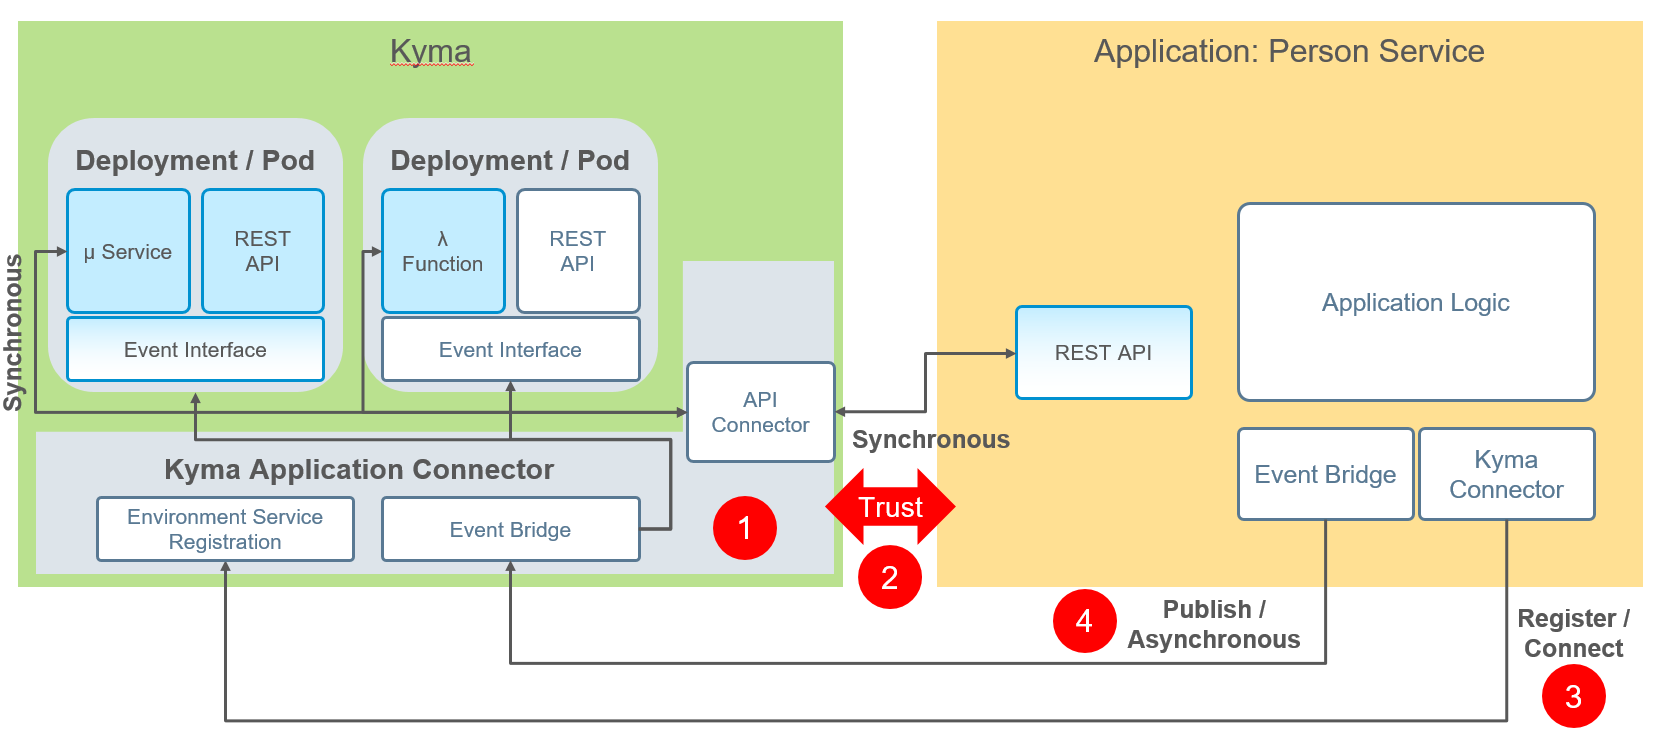 Kyma
Application: Person Service
Deployment / Pod
Deployment / Pod
μ Service
REST
API
λ
Function
REST
API
Event Interface
Event Interface
Synchronous
API
Connector
REST API
Application Logic
Synchronous
Kyma Application Connector
Environment Service
Registration
Event Bridge
1
Trust
2
Event Bridge
Kyma
Connector
4
Publish /
Asynchronous
Register /
Connect
3